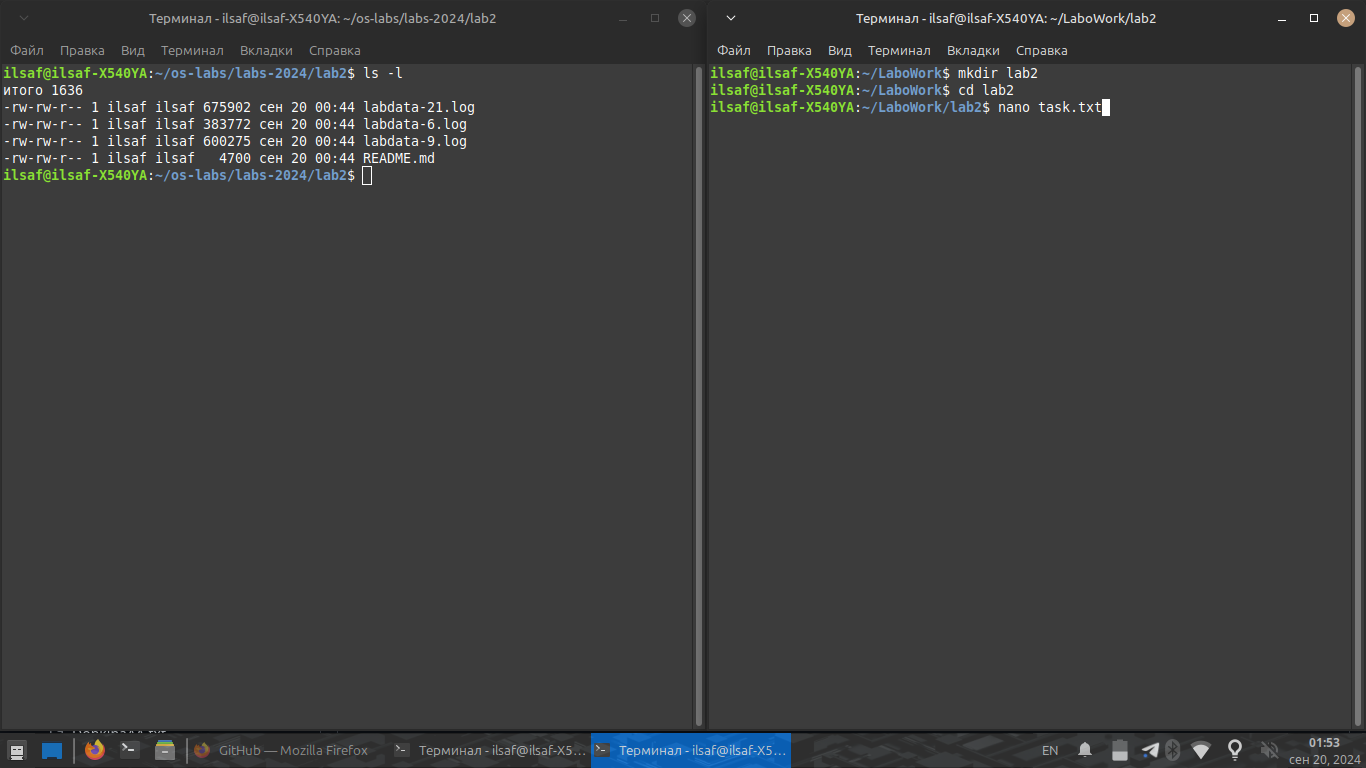 Терминал - ilsaf@ilsaf-X540YA: ~/os-labs/labs-2024/lab2
Файл Правка Вид Терминал Вкладки Справка
ilsaf@ilsaf-X540YA:~/os-labs/labs-2024/lab2$ ls -l
итого 1636
-rw-rw-r-- 1 ilsaf ilsaf 675902 сен 20 00:44 labdata-21.log
-rw-rw-r-- 1 ilsaf ilsaf 383772 сен 20 00:44 labdata-6.log
-rw-rw-r-- 1 ilsaf ilsaf 600275 сен 20 00:44 labdata-9.log
-rw-rw-r-- 1 ilsaf ilsaf   4700 сен 20 00:44 README.md
ilsaf@ilsaf-X540YA:~/os-labs/labs-2024/lab2$
Терминал - ilsaf@ilsaf-X540YA: ~/LaboWork/lab2
Файл Правка Вид Терминал Вкладки Справка
ilsaf@ilsaf-X540YA:~/LaboWork$ mkdir lab2
ilsaf@ilsaf-X540YA:~/LaboWork$ cd lab2
ilsaf@ilsaf-X540YA:~/LaboWork/lab2$ nano task.txt
GitHub — Mozilla Firefox
Терминал - ilsaf@ilsaf-X5...
Терминал - ilsaf@ilsaf-X5...
EN
01:53
сен 20, 2024